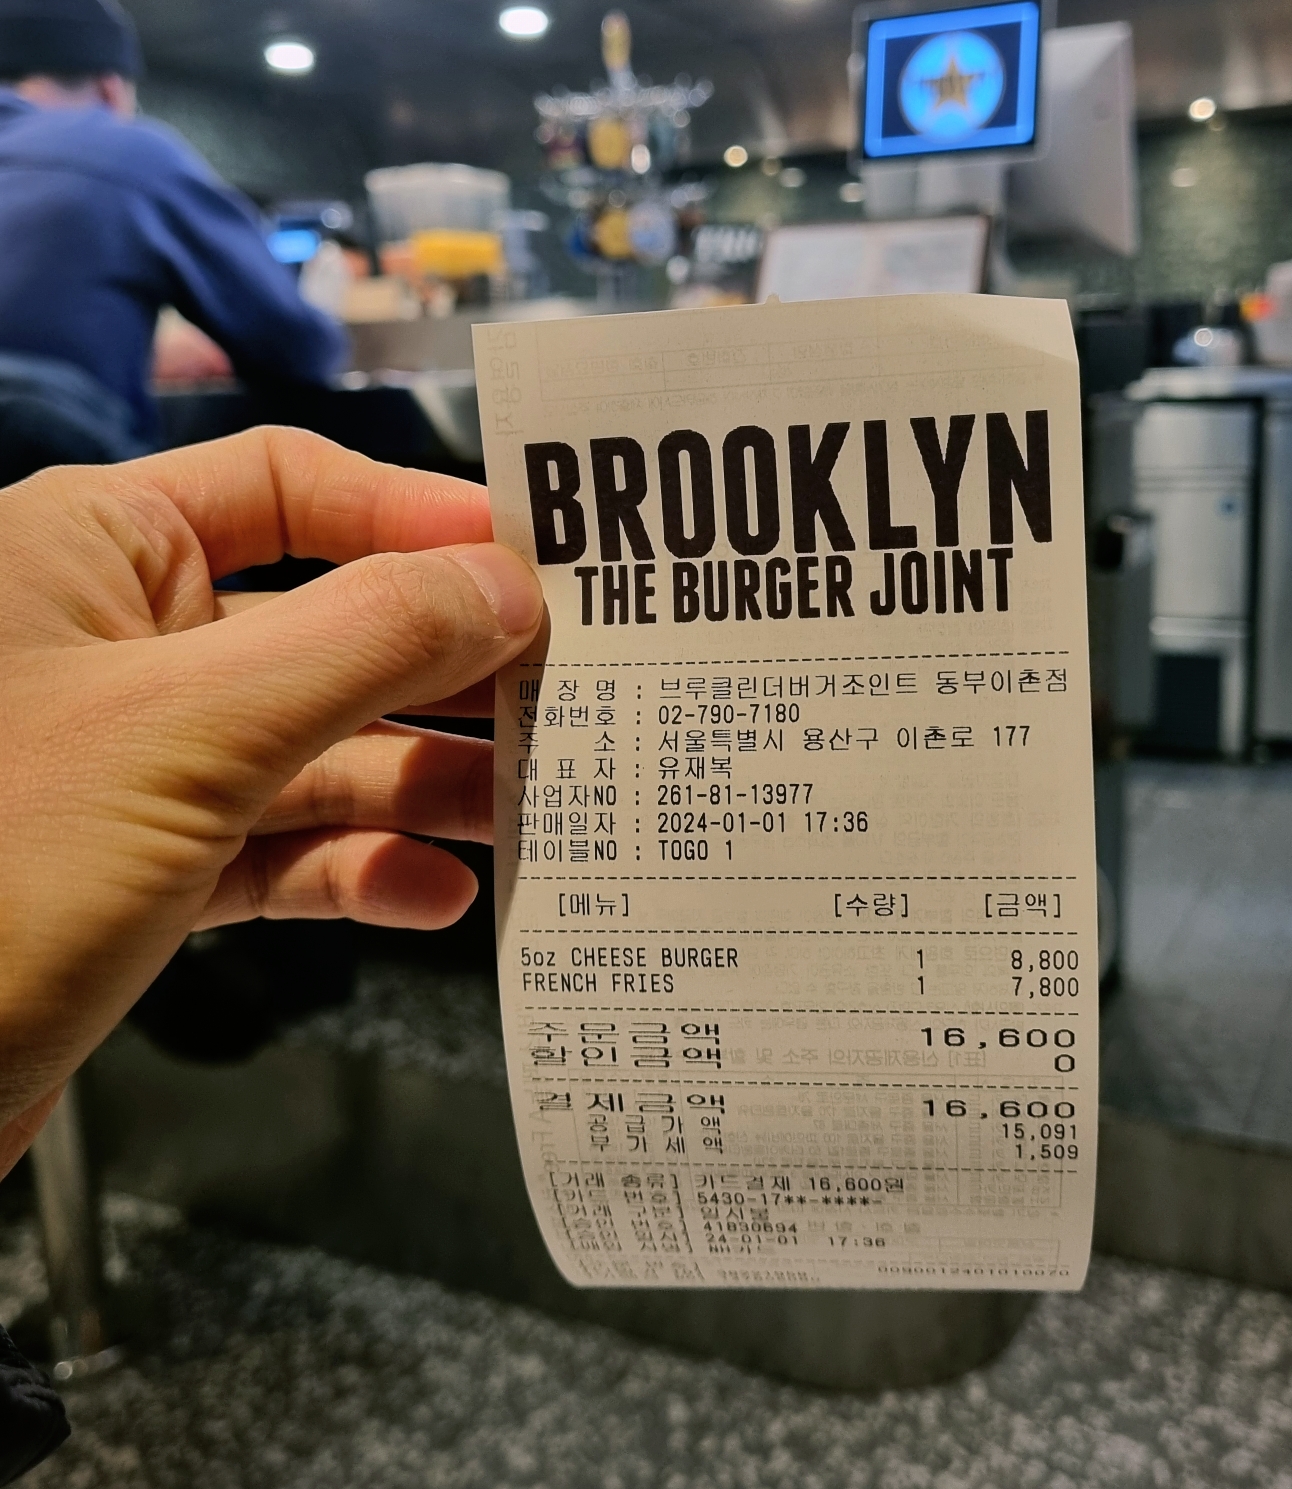 BROOKLYN
THE BURGER JOINT
매 장 명 : 브루클린더버거조인트 동부이촌점
전화번호 : 02-790-7180
주 소 : 서울특별시 용산구 이촌로 177
대 표 자 : 유재복
사업자NO : 261-81-13977
판매일자 : 2024-01-01 17:36
테이블NO : TOGO 1
[메뉴] [수량] [금액]
5oz CHEESE BURGER 1 8,800
FRENCH FRIES 1 7,800
주문금액 16,600
할인금액 0
결제금액 16,600
공급가액 15,091
부가세액 1,509
[거래 종류] 카드결제 16,600원
[카드 번호] 5430-17**-****-
[거래 구분] 일시불
[승인 번호] 41830694
[승인 일시] 24-01-01 17:36